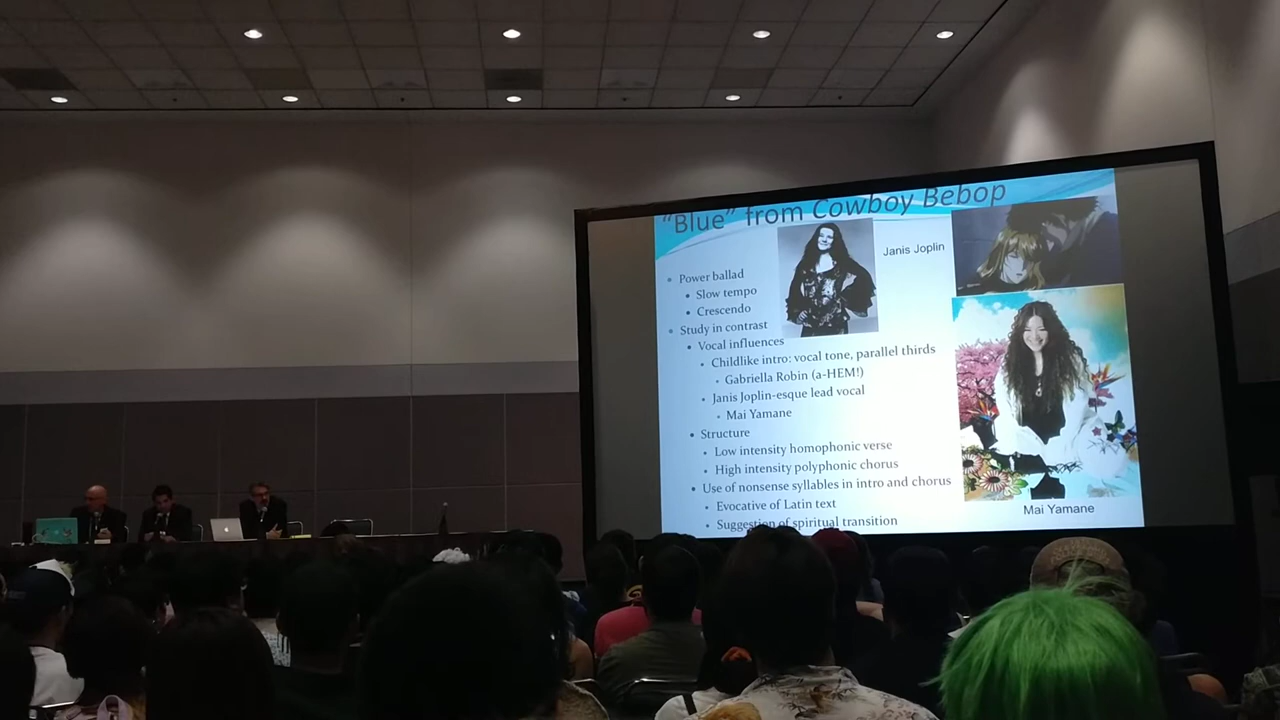 "Blue" from Cowboy Bebop
Janis Joplin
• Power ballad
• Slow tempo
• Crescendo
• Study in contrast
• Vocal influences
• Childlike intro: vocal tone, parallel thirds
• Gabriella Robin (a-HEM!)
• Janis Joplin-esque lead vocal
• Mai Yamane
• Structure
• Low intensity homophonic verse
• High intensity polyphonic chorus
• Use of nonsense syllables in intro and chorus
• Evocative of Latin text
• Suggestion of spiritual transition
Mai Yamane